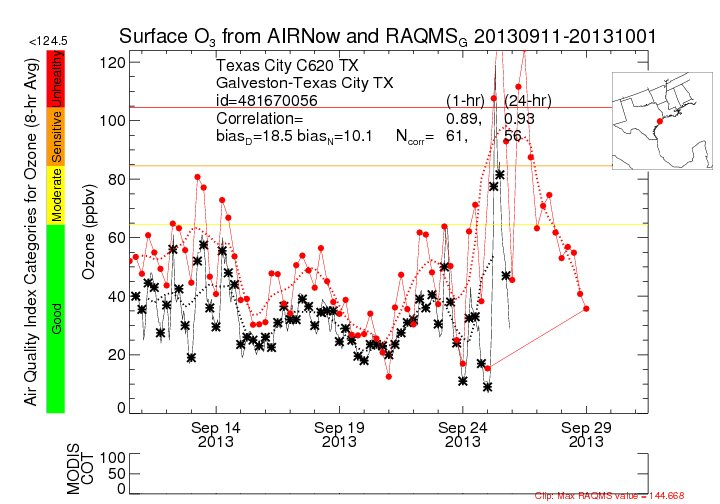 Surface O3 from AIRNow and RAQMSG 20130911-20131001
<124.5
Texas City C620 TX
Galveston-Texas City TX
id=481670056 (1-hr) (24-hr)
Correlation= 0.89, 0.93
biasD=18.5 biasN=10.1 Ncorr= 61, 56
Air Quality Index Categories for Ozone (8-hr Avg)
Unhealthy
Sensitive
Moderate
Good
Ozone (ppbv)
120
100
80
60
40
20
0
Sep 14 Sep 19 Sep 24 Sep 29
2013 2013 2013 2013
MODIS
COT
100
50
0
Clip: Max RAQMS value = 144.668